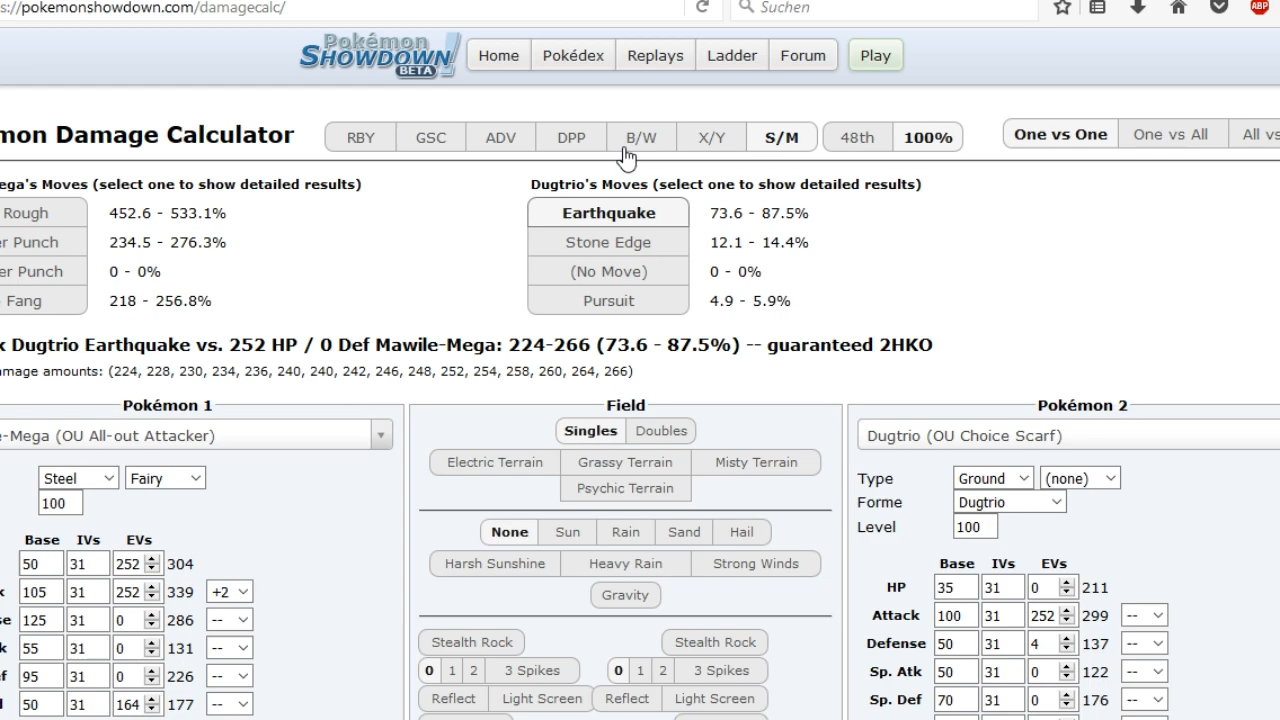 s://pokemonshowdown.com/damagecalc/ Suchen ABP
Pokémon SHOWDOWN! BETA Home Pokédex Replays Ladder Forum Play
mon Damage Calculator RBY GSC ADV DPP B/W X/Y S/M 48th 100% One vs One One vs All All vs
ega's Moves (select one to show detailed results) Dugtrio's Moves (select one to show detailed results)
Rough 452.6 - 533.1% Earthquake 73.6 - 87.5%
er Punch 234.5 - 276.3% Stone Edge 12.1 - 14.4%
er Punch 0 - 0% (No Move) 0 - 0%
Fang 218 - 256.8% Pursuit 4.9 - 5.9%
k Dugtrio Earthquake vs. 252 HP / 0 Def Mawile-Mega: 224-266 (73.6 - 87.5%) -- guaranteed 2HKO
mage amounts: (224, 228, 230, 234, 236, 240, 240, 242, 246, 248, 252, 254, 258, 260, 264, 266)
Pokémon 1 Field Pokémon 2
e-Mega (OU All-out Attacker) Singles Doubles Dugtrio (OU Choice Scarf)
Electric Terrain Grassy Terrain Misty Terrain
Steel Fairy Psychic Terrain Type Ground (none)
100 Forme Dugtrio
None Sun Rain Sand Hail Level 100
Base IVs EVs Harsh Sunshine Heavy Rain Strong Winds Base IVs EVs
50 31 252 304 HP 35 31 0 211
k 105 31 252 339 +2 Gravity Attack 100 31 252 299 --
se 125 31 0 286 -- Stealth Rock Stealth Rock Defense 50 31 4 137 --
k 55 31 0 131 -- 0 1 2 3 Spikes 0 1 2 3 Spikes Sp. Atk 50 31 0 122 --
ef 95 31 0 226 -- Reflect Light Screen Reflect Light Screen Sp. Def 70 31 0 176 --
d 50 31 164 177 --